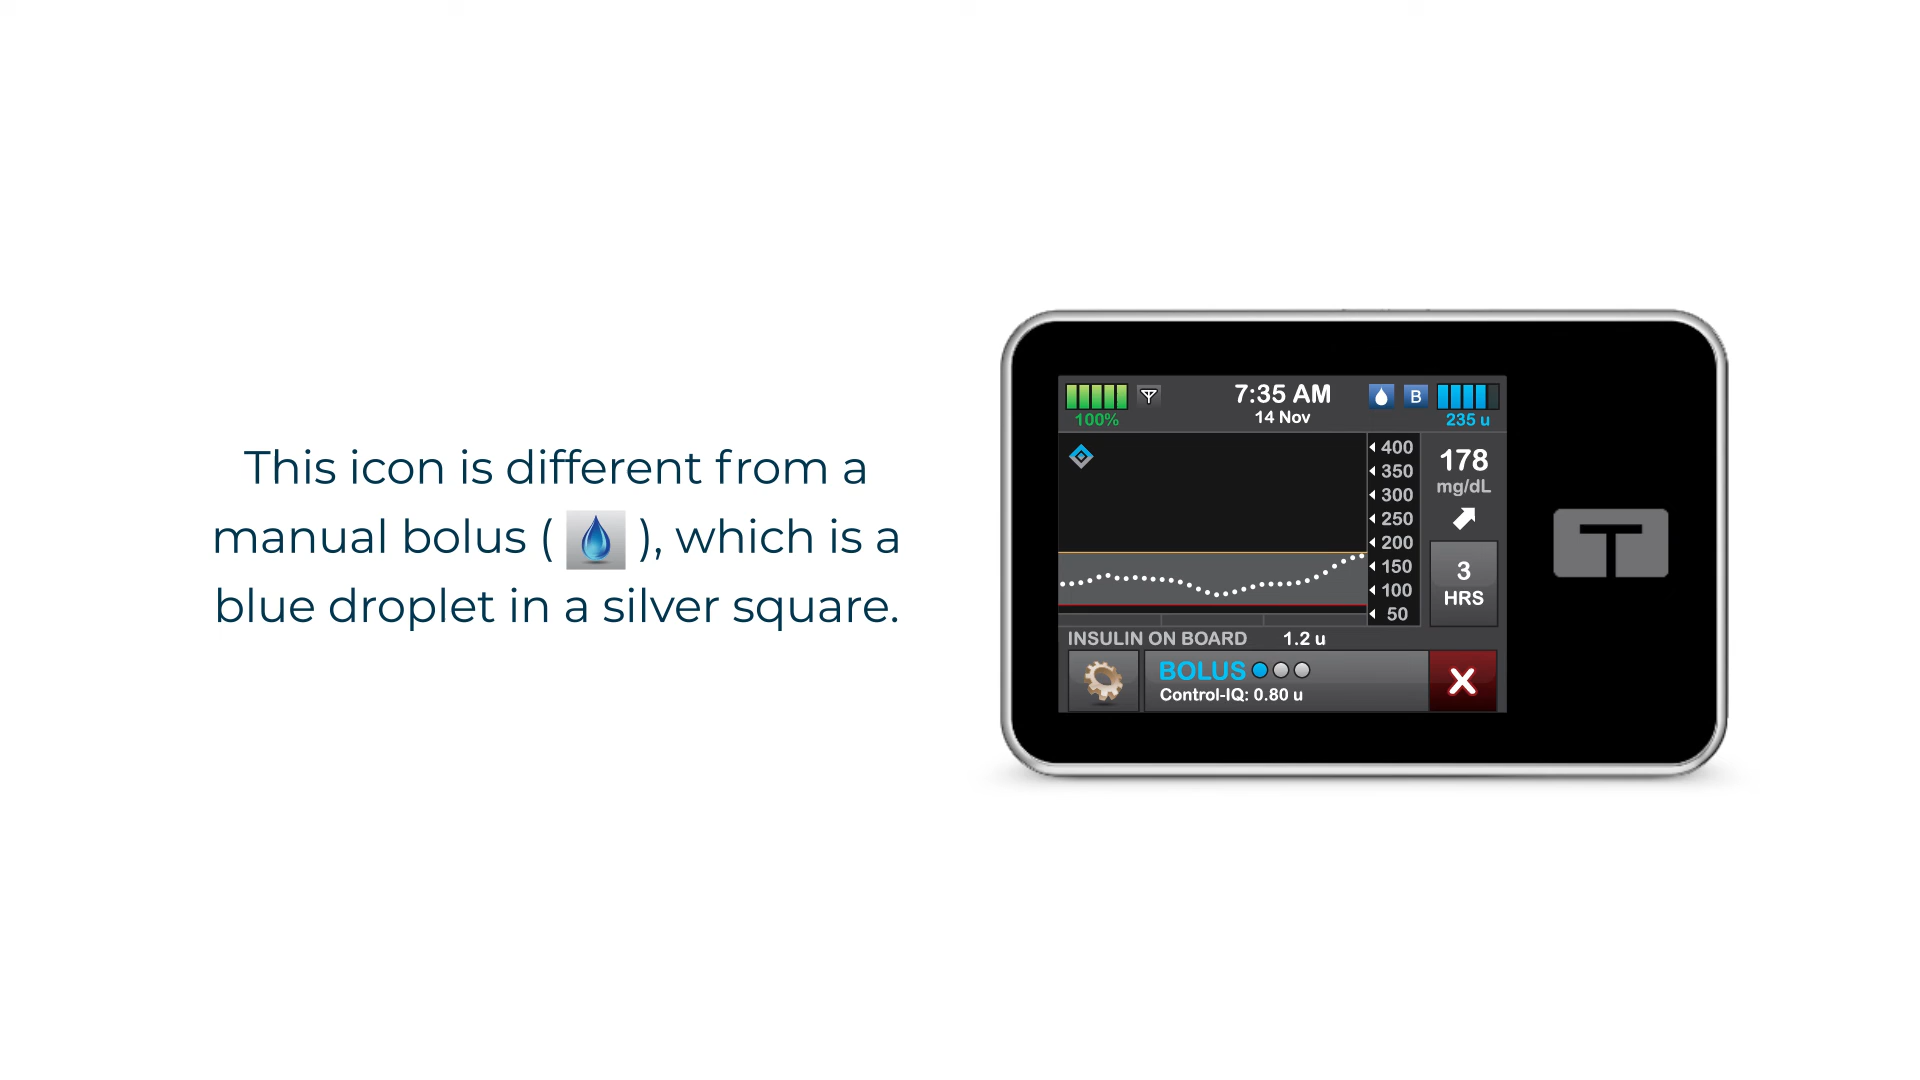 This icon is different from a
manual bolus ( ), which is a
blue droplet in a silver square.
7:35 AM
14 Nov
100%
B
235 u
400
350
300
250
200
150
100
50
178
mg/dL
3
HRS
INSULIN ON BOARD 1.2 u
BOLUS
Control-IQ: 0.80 u
X
T